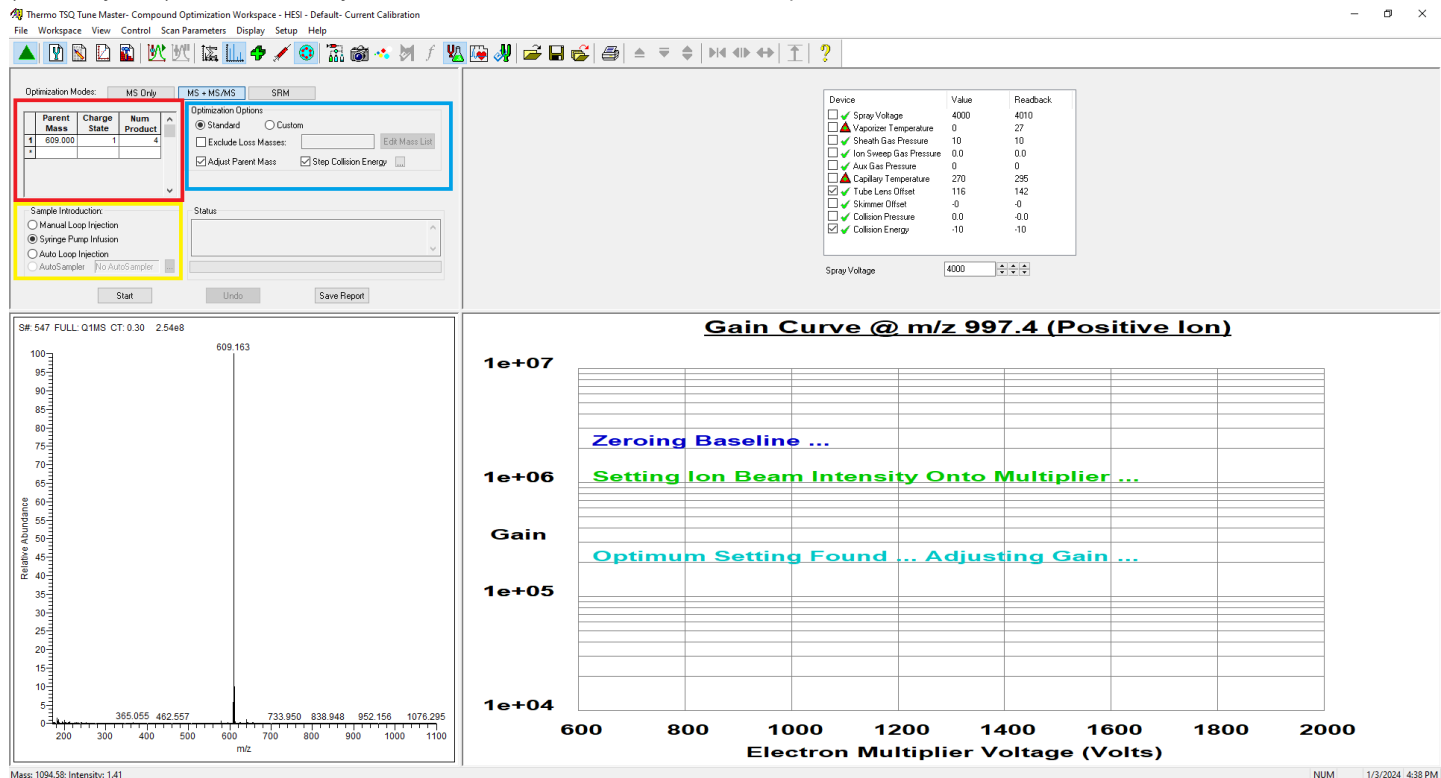 Thermo TSQ Tune Master- Compound Optimization Workspace - HESI - Default- Current Calibration
File Workspace View Control Scan Parameters Display Setup Help
Optimization Modes: MS Only MS + MS/MS SRM
Parent Mass Charge State Num Product
1 609.000 1 4
*
Optimization Options
Standard Custom
Exclude Loss Masses: Edit Mass List
Adjust Parent Mass Step Collision Energy ...
Sample Introduction:
Manual Loop Injection
Syringe Pump Infusion
Auto Loop Injection
AutoSampler No AutoSampler ...
Status
Start Undo Save Report
Device Value Readback
Spray Voltage 4000 4010
Vaporizer Temperature 0 27
Sheath Gas Pressure 10 10
Ion Sweep Gas Pressure 0.0 0.0
Aux Gas Pressure 0 0
Capillary Temperature 270 295
Tube Lens Offset 116 142
Skimmer Offset -0 -0
Collision Pressure 0.0 -0.0
Collision Energy -10 -10
Spray Voltage 4000
S#: 547 FULL: Q1MS CT: 0.30 2.54e8
609.163
100
95
90
85
80
75
70
65
60
55
50
45
40
35
30
25
20
15
10
5
0
Relative Abundance
365.055 462.557 733.950 838.948 952.156 1076.295
200 300 400 500 600 700 800 900 1000 1100
m/z
Gain Curve @ m/z 997.4 (Positive Ion)
1e+07
Zeroing Baseline ...
1e+06
Setting Ion Beam Intensity Onto Multiplier ...
Gain
Optimum Setting Found ... Adjusting Gain ...
1e+05
1e+04
600 800 1000 1200 1400 1600 1800 2000
Electron Multiplier Voltage (Volts)
Mass: 1094.58; Intensity: 1.41
NUM 1/3/2024 4:38 PM